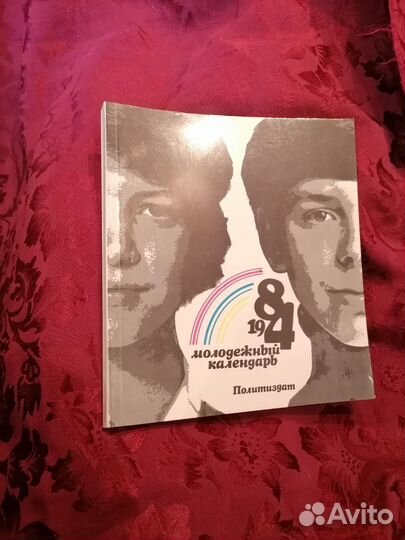 1984
молодежный
календарь
Политиздат
Avito